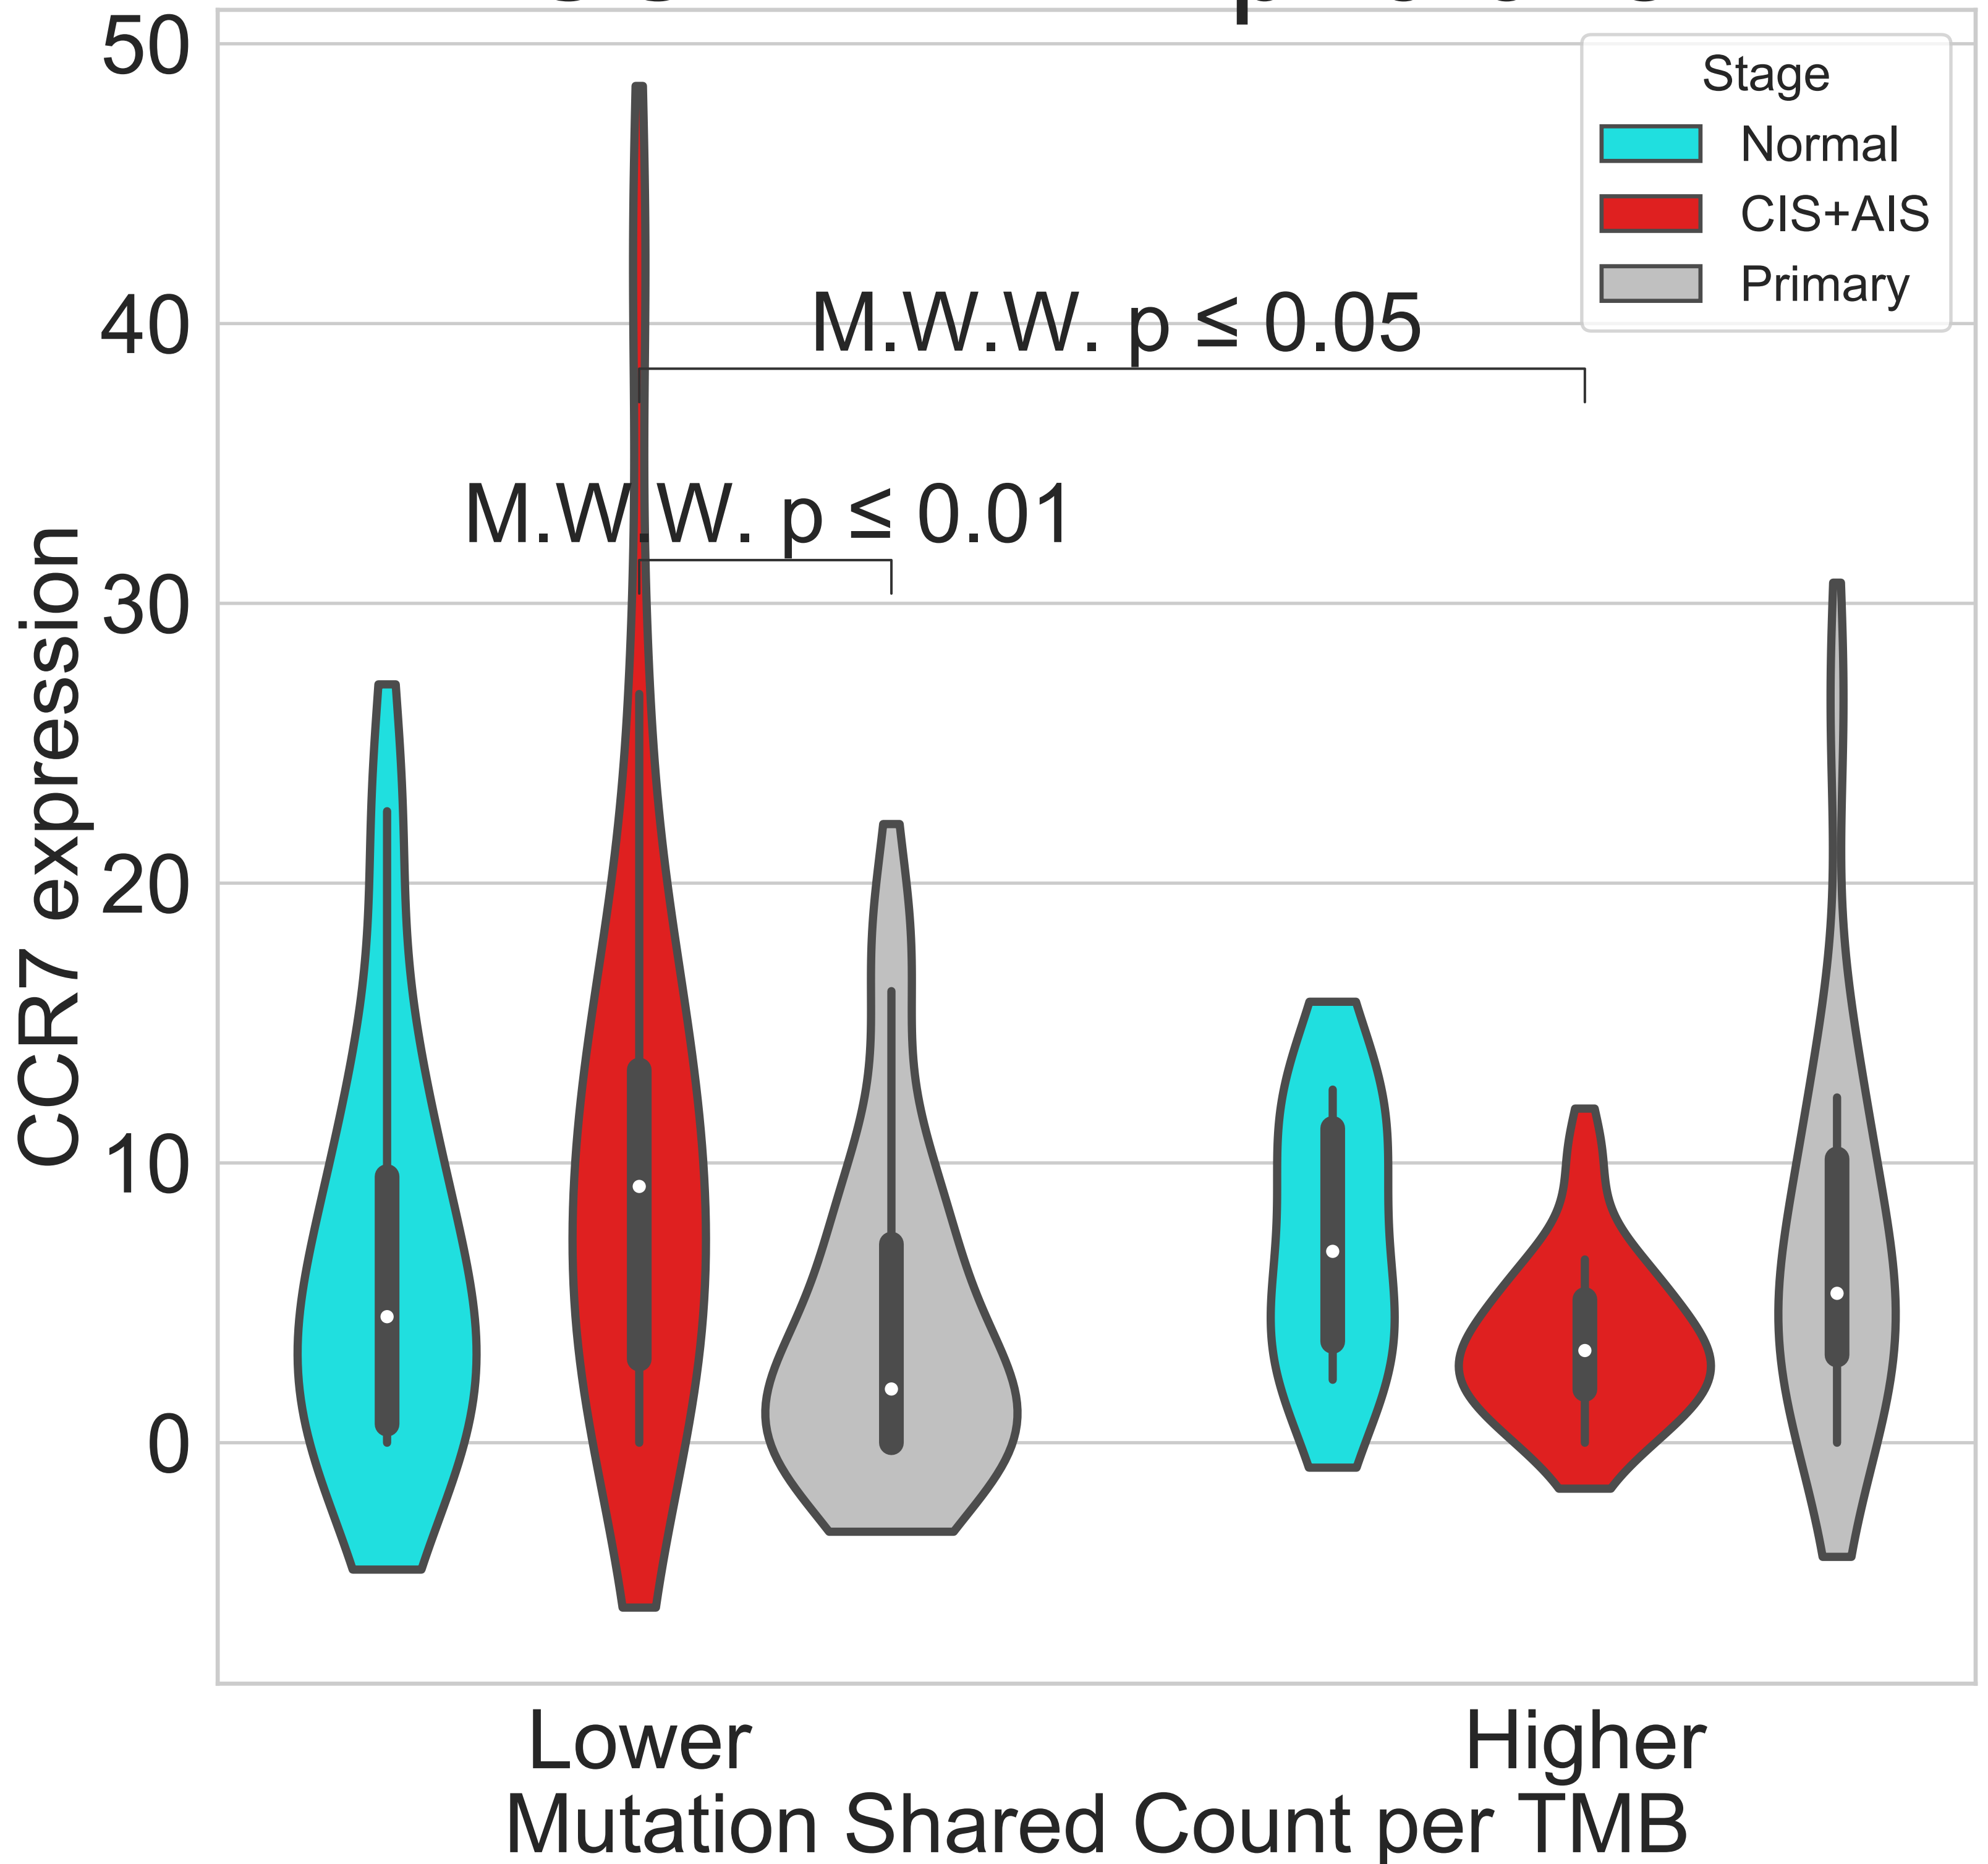 50
Stage
Normal
CIS+AIS
Primary
40
M.W.W. p ≤ 0.05
M.W.W. p ≤ 0.01
30
20
10
0
CCR7 expression
Lower
Higher
Mutation Shared Count per TMB